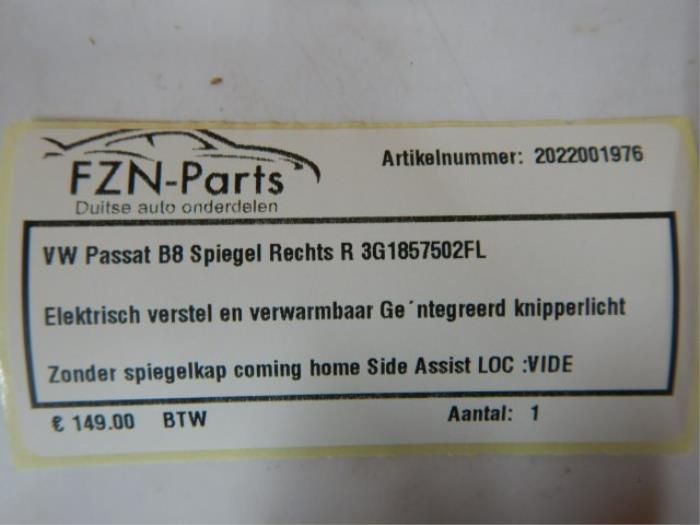 FZN-Parts
Duitse auto onderdelen
Artikelnummer: 2022001976
VW Passat B8 Spiegel Rechts R 3G1857502FL
Elektrisch verstel en verwarmbaar Ge´ntegreerd knipperlicht
Zonder spiegelkap coming home Side Assist LOC :VIDE
€ 149.00 BTW Aantal: 1